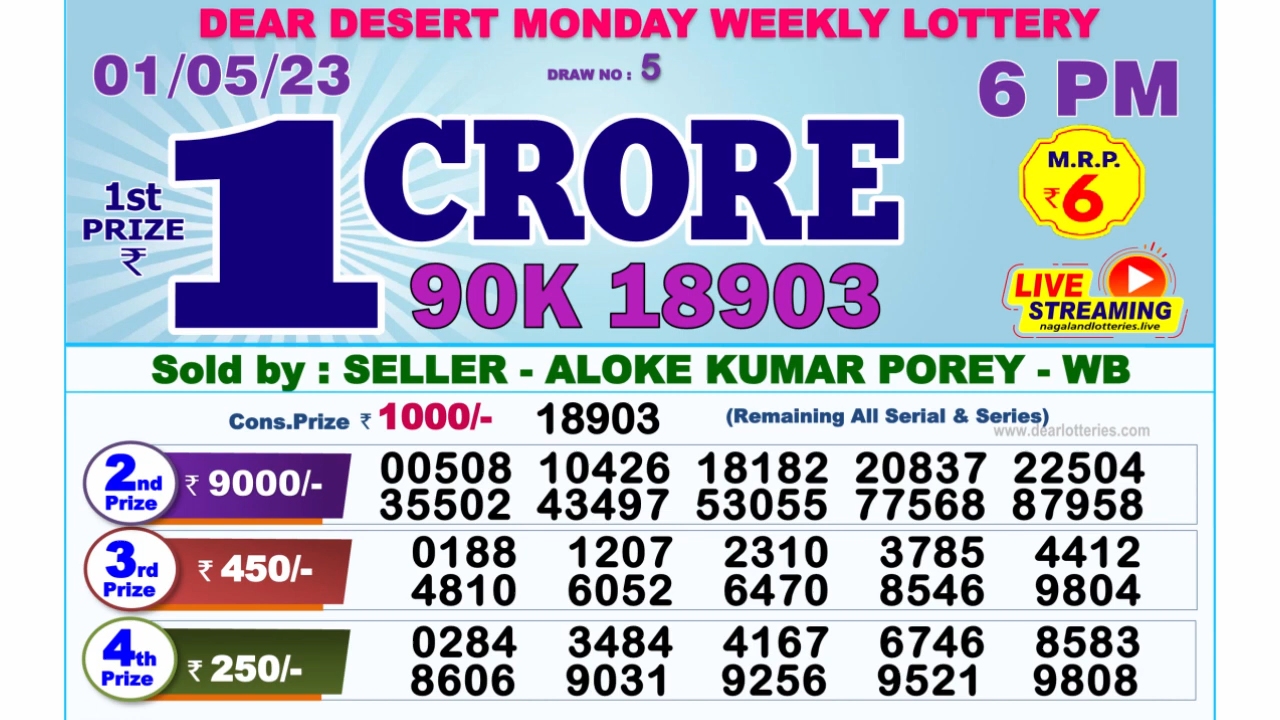 DEAR DESERT MONDAY WEEKLY LOTTERY
01/05/23
DRAW NO : 5
6 PM
1st
PRIZE
₹
1 CRORE
M.R.P.
₹6
90K 18903
LIVE
STREAMING
nagalandlotteries.live
Sold by : SELLER - ALOKE KUMAR POREY - WB
Cons.Prize ₹ 1000/- 18903 (Remaining All Serial & Series)
www.dearlotteries.com
2nd
Prize
₹ 9000/-
00508 10426 18182 20837 22504
35502 43497 53055 77568 87958
3rd
Prize
₹ 450/-
0188 1207 2310 3785 4412
4810 6052 6470 8546 9804
4th
Prize
₹ 250/-
0284 3484 4167 6746 8583
8606 9031 9256 9521 9808